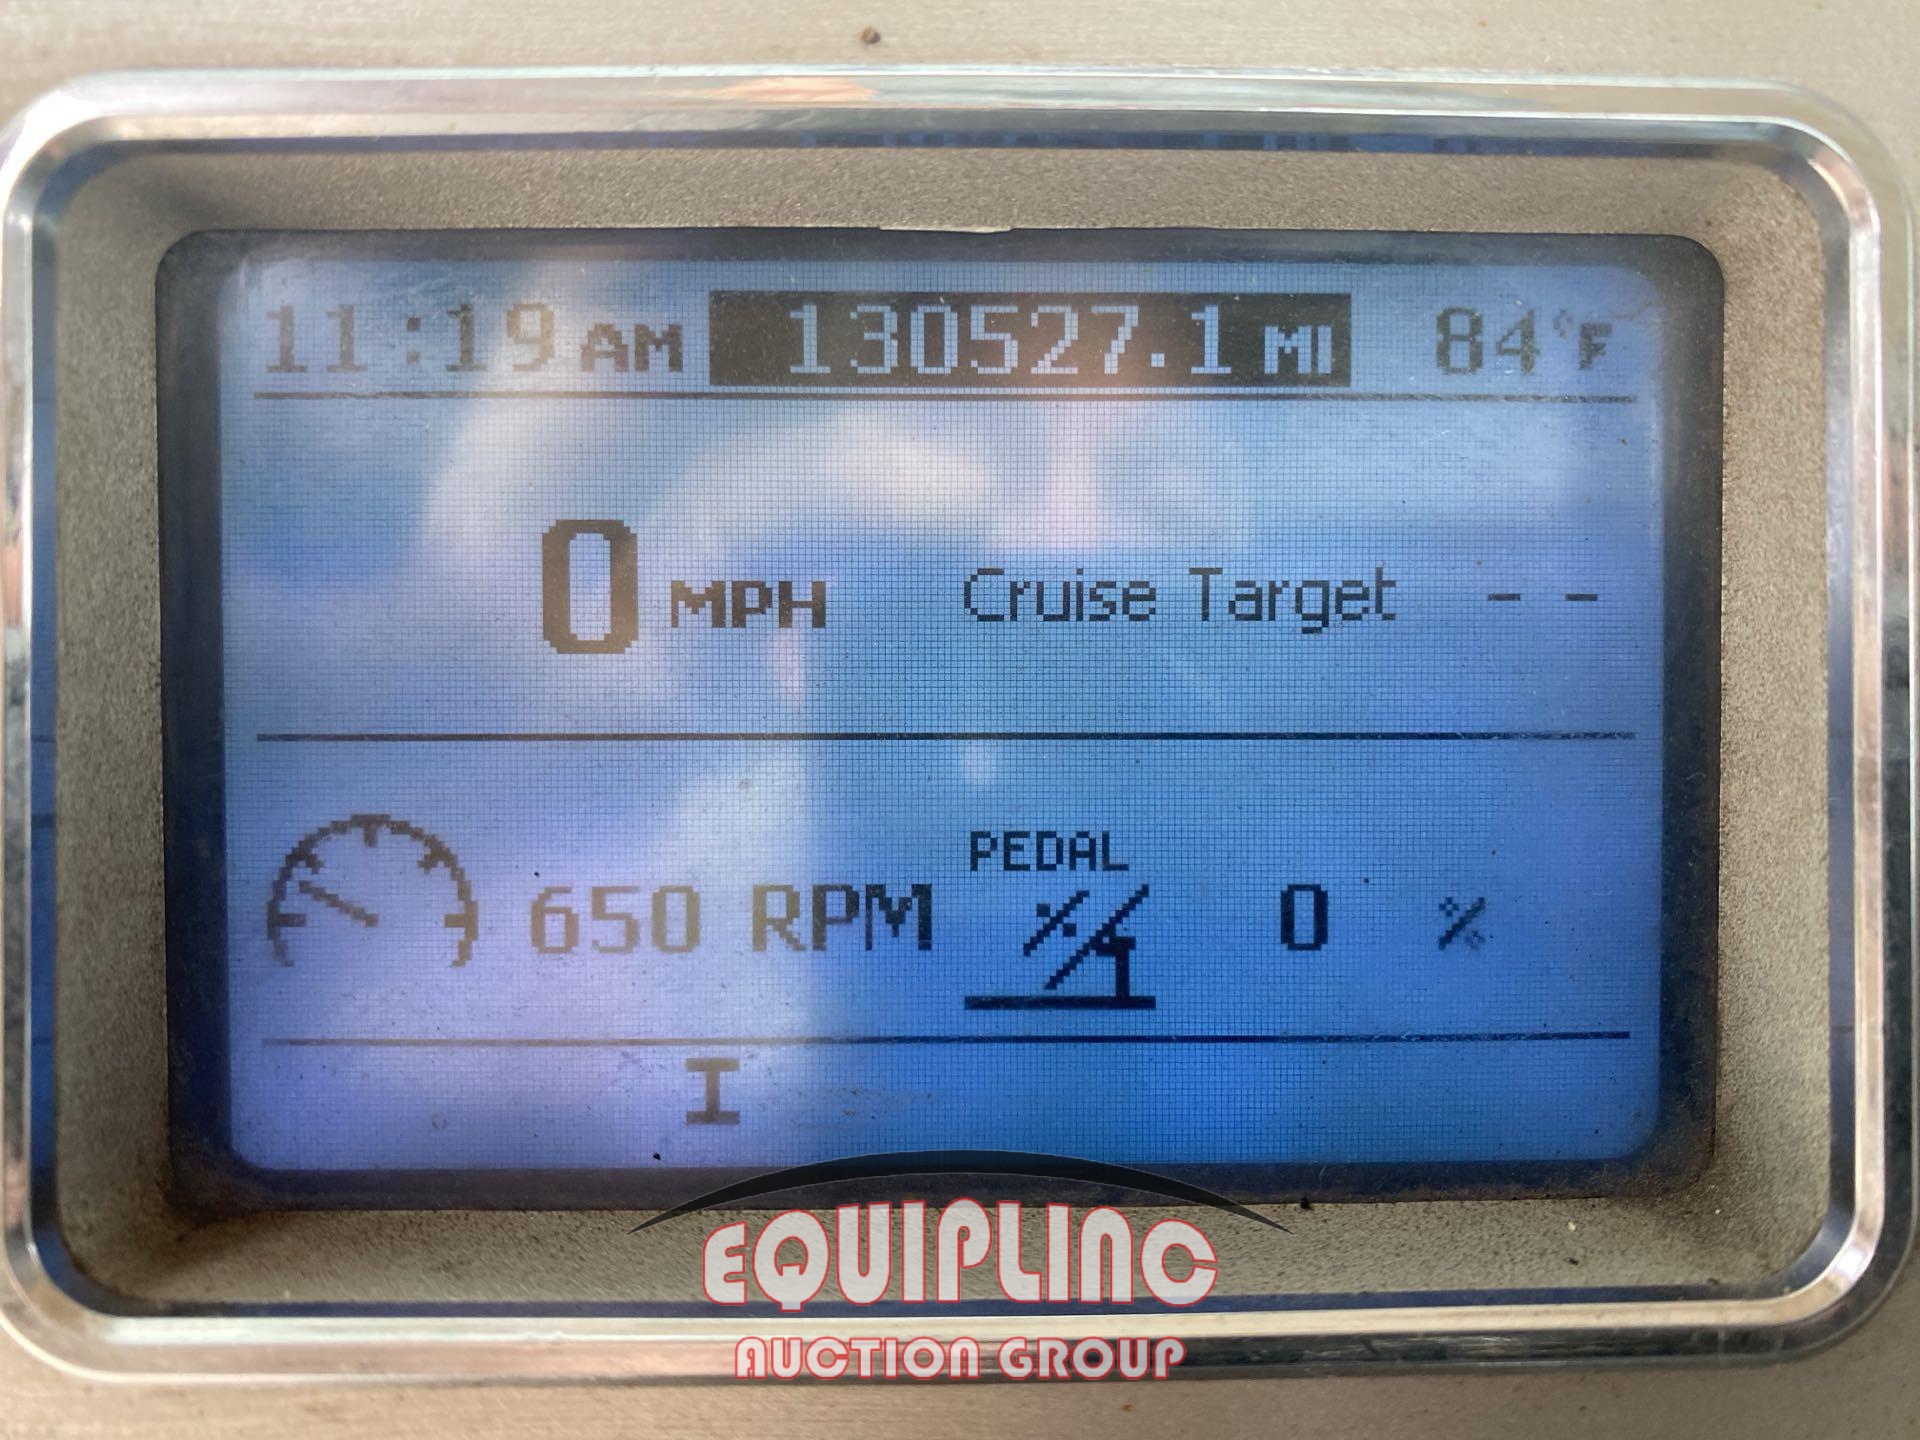 11:19 AM 130527.1 MI 84°F
0 MPH Cruise Target --
PEDAL
650 RPM 0 %
I
EQUIPLINC
AUCTION GROUP